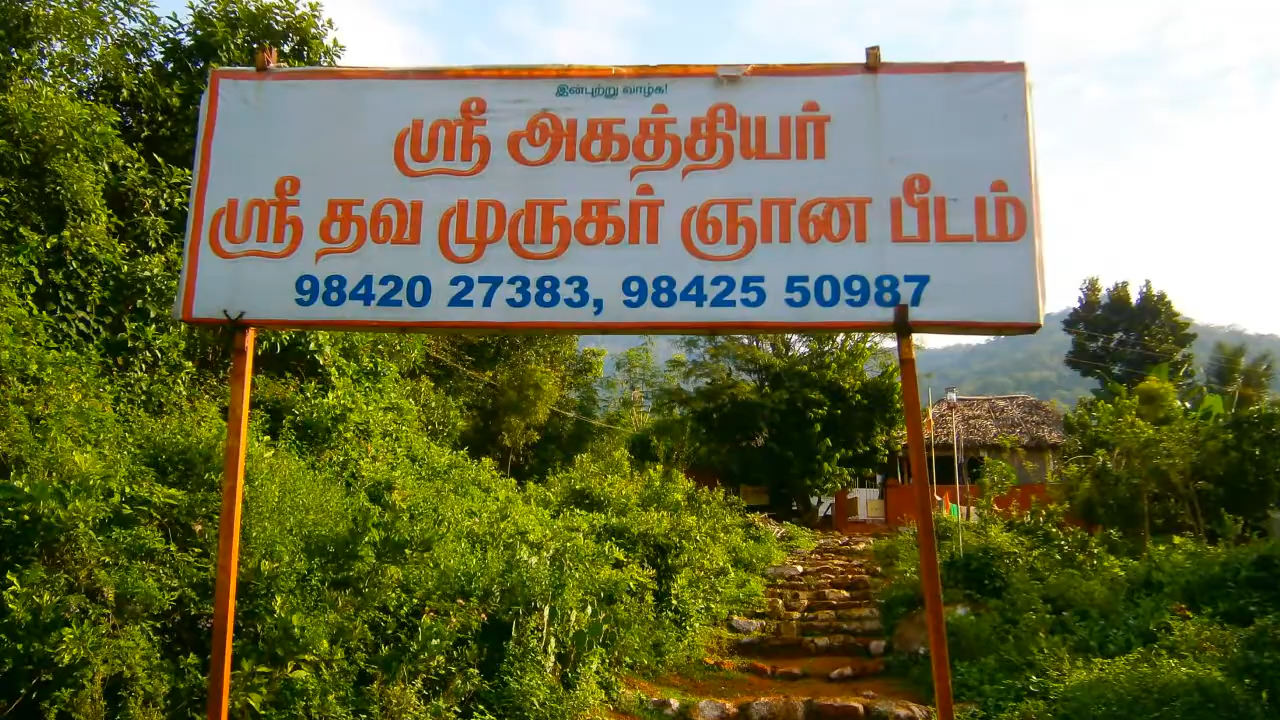 இன்புற்று வாழ்க!
ஸ்ரீ அகத்தியர்
ஸ்ரீ தவ முருகர் ஞான பீடம்
98420 27383, 98425 50987